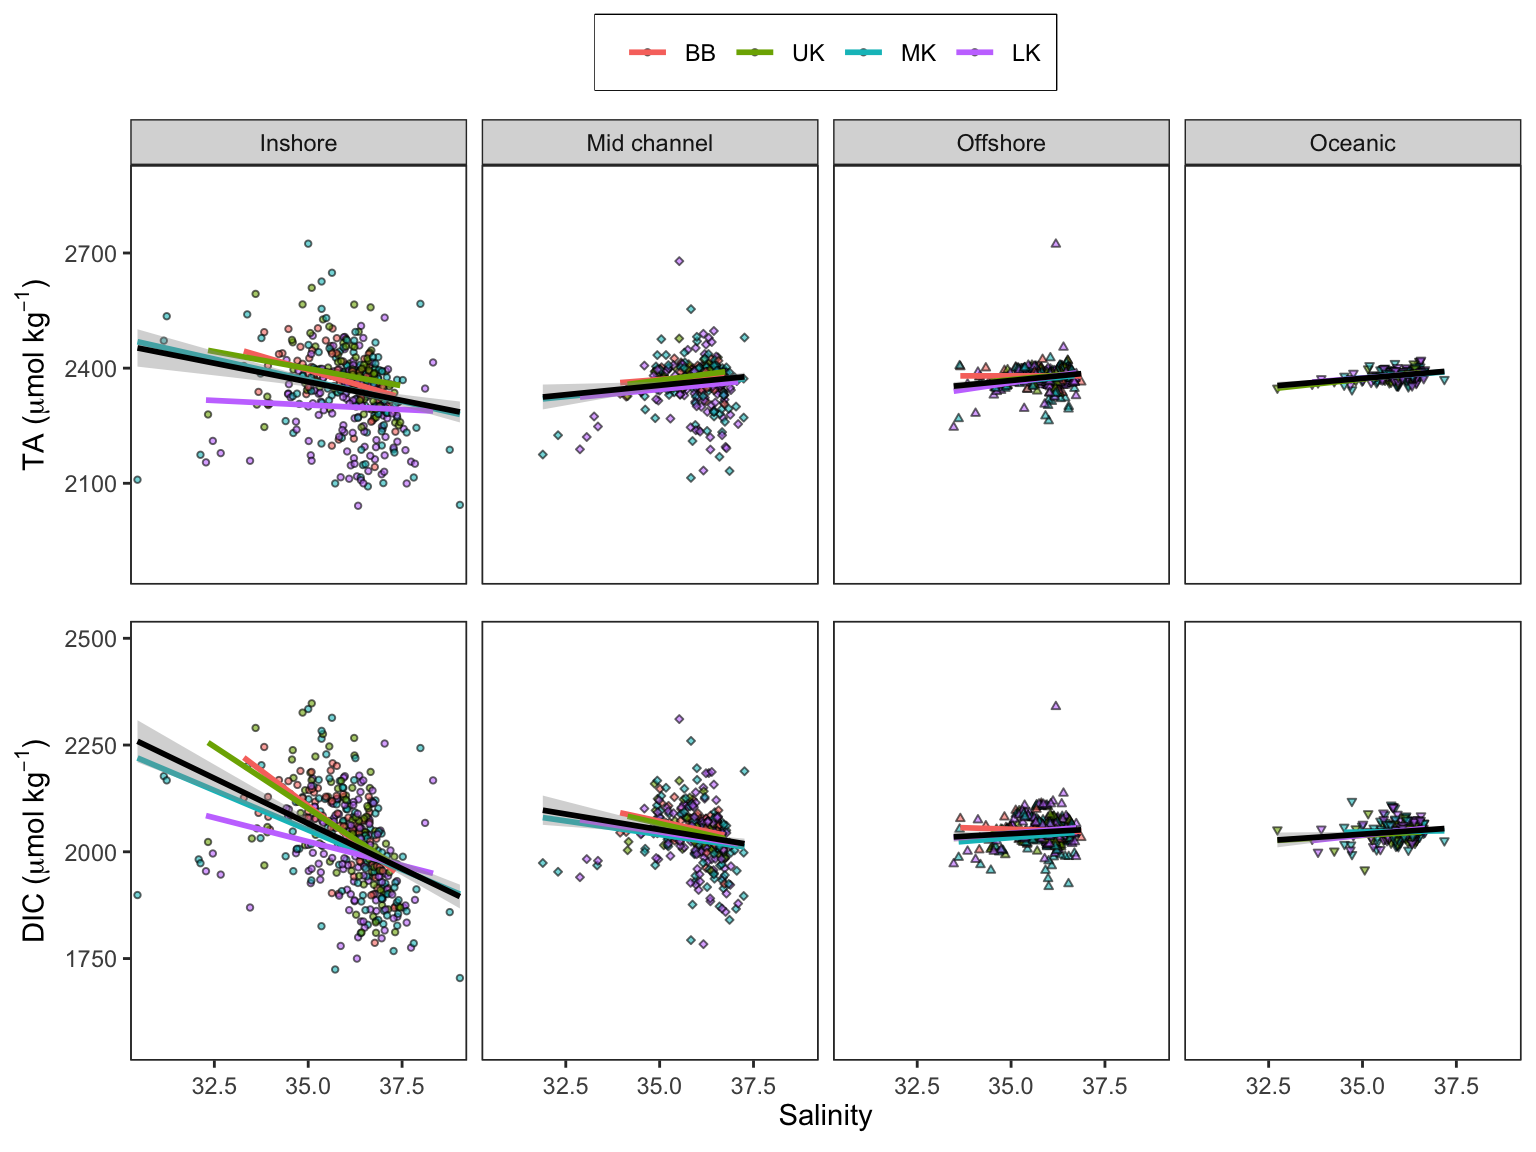 BB UK MK LK
Inshore Mid channel Offshore Oceanic
TA (μmol kg⁻¹)
2700
2400
2100
DIC (μmol kg⁻¹)
2500
2250
2000
1750
32.5 35.0 37.5 32.5 35.0 37.5 32.5 35.0 37.5 32.5 35.0 37.5
Salinity